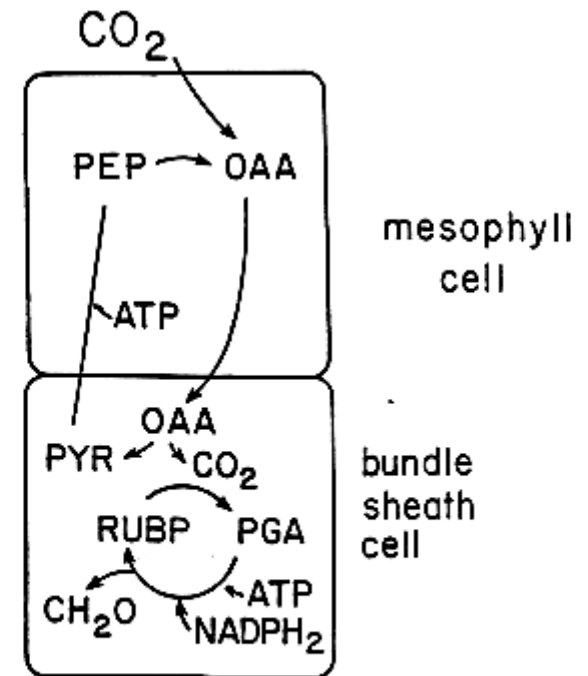 CO2
PEP OAA
mesophyll
cell
ATP
OAA
PYR CO2
bundle
sheath
cell
RUBP PGA
ATP
CH2O
NADPH2